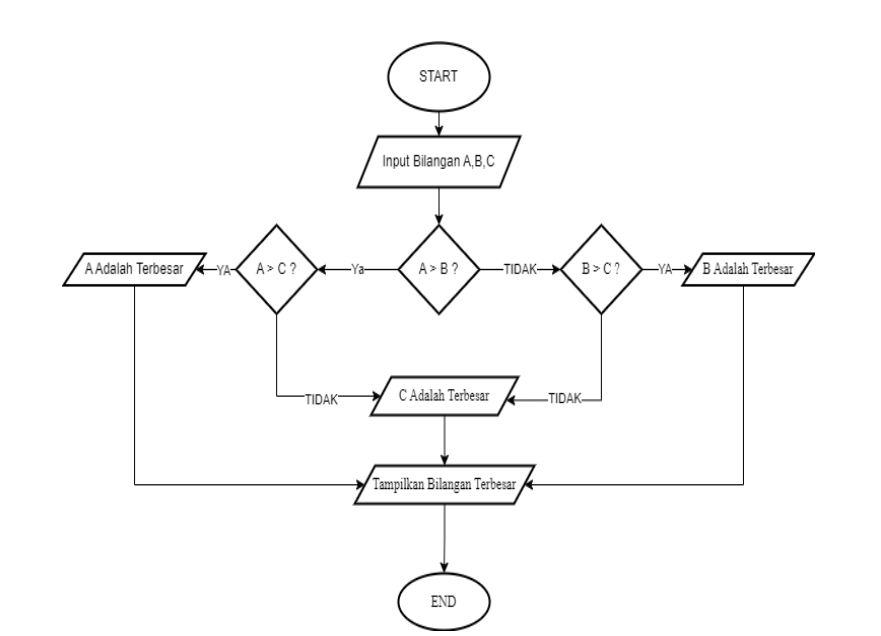 START
Input Bilangan A,B,C
A > B ?
Ya
A > C ?
YA
A Adalah Terbesar
TIDAK
B > C ?
YA
B Adalah Terbesar
TIDAK
C Adalah Terbesar
TIDAK
Tampilkan Bilangan Terbesar
END